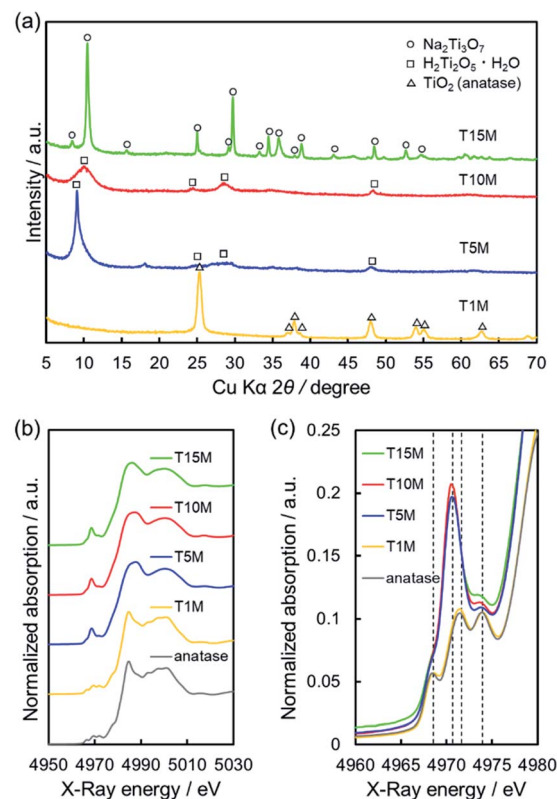 (a)
Intensity / a.u.
○ Na₂Ti₃O₇
□ H₂Ti₂O₅・H₂O
△ TiO₂ (anatase)
T15M
T10M
T5M
T1M
5 10 15 20 25 30 35 40 45 50 55 60 65 70
Cu Kα 2θ / degree
(b)
Normalized absorption / a.u.
T15M
T10M
T5M
T1M
anatase
4950 4970 4990 5010 5030
X-Ray energy / eV
(c)
Normalized absorption / a.u.
0.25
0.2
0.15
0.1
0.05
0
T15M
T10M
T5M
T1M
anatase
4960 4965 4970 4975 4980
X-Ray energy / eV